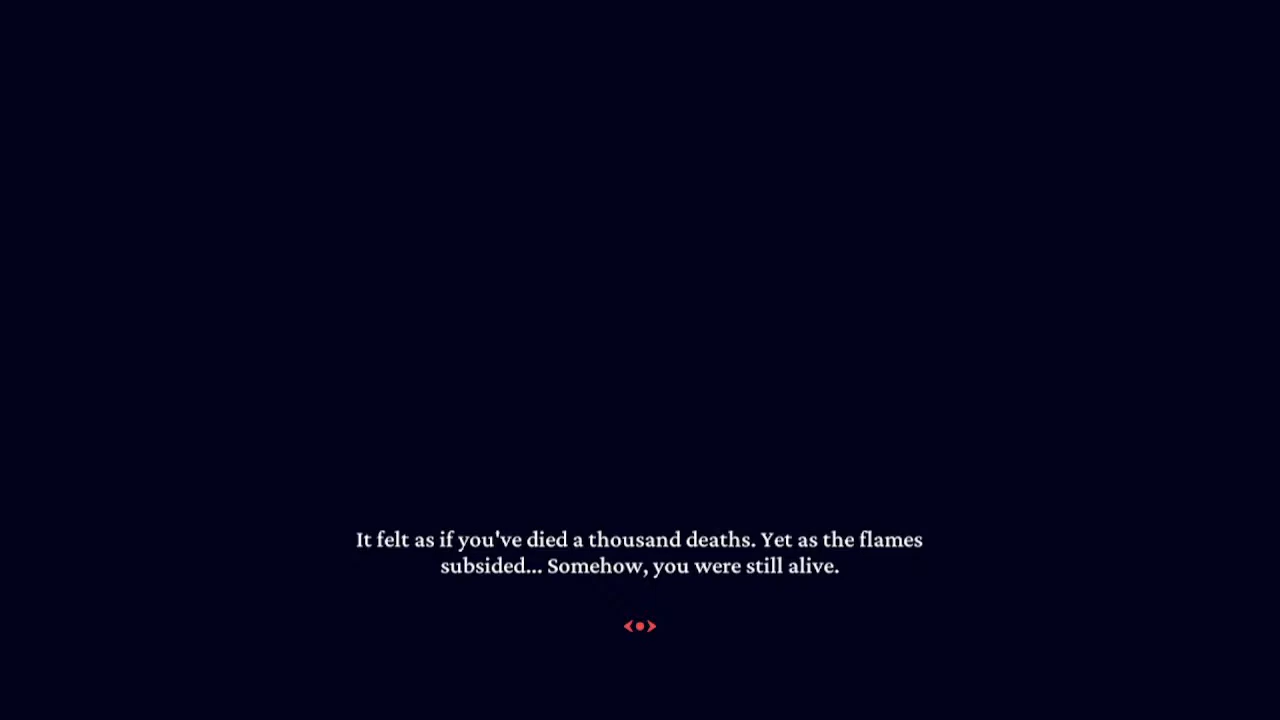 It felt as if you've died a thousand deaths. Yet as the flames
subsided... Somehow, you were still alive.